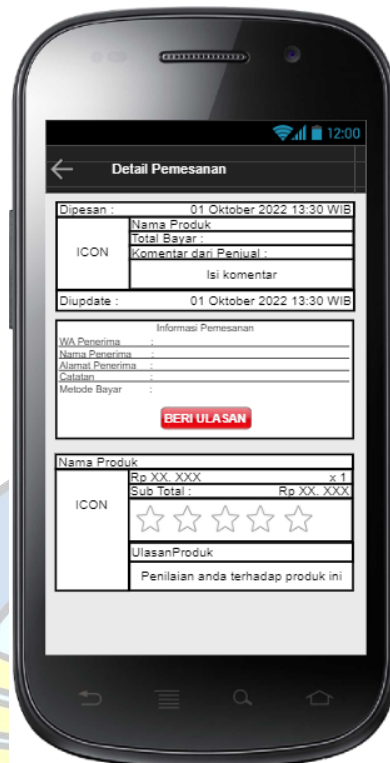 12:00
Detail Pemesanan
Dipesan : 01 Oktober 2022 13:30 WIB
ICON
Nama Produk
Total Bayar :
Komentar dari Penjual :
Isi komentar
Diupdate : 01 Oktober 2022 13:30 WIB
Informasi Pemesanan
WA Penerima :
Nama Penerima :
Alamat Penerima :
Catatan :
Metode Bayar :
BERI ULASAN
Nama Produk
ICON
Rp XX. XXX x 1
Sub Total : Rp XX. XXX
UlasanProduk
Penilaian anda terhadap produk ini